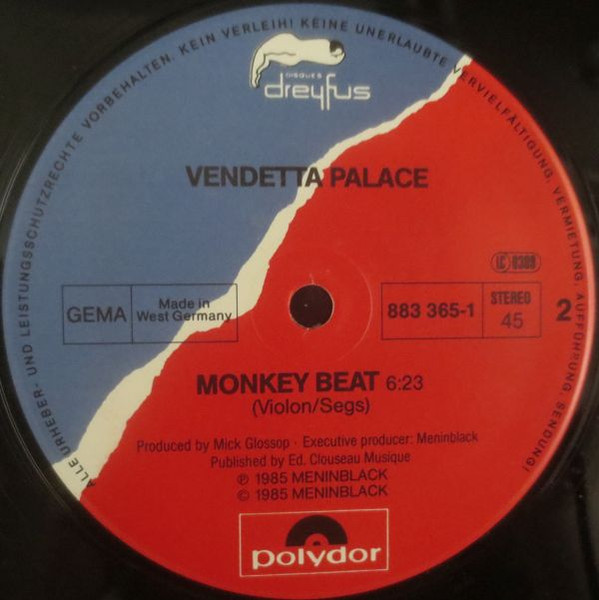 ALLE URHEBER- UND LEISTUNGSSCHUTZRECHTE VORBEHALTEN. KEIN VERLEIH! KEINE UNERLAUBTE VERVIELFÄLTIGUNG, VERMIETUNG, AUFFÜHRUNG, SENDUNG!
DISQUES
dreyfus
VENDETTA PALACE
LC 0309
GEMA
Made in
West Germany
883 365-1
STEREO
45
2
MONKEY BEAT 6:23
(Violon/Segs)
Produced by Mick Glossop · Executive producer: Meninblack
Published by Ed. Clouseau Musique
℗ 1985 MENINBLACK
© 1985 MENINBLACK
polydor